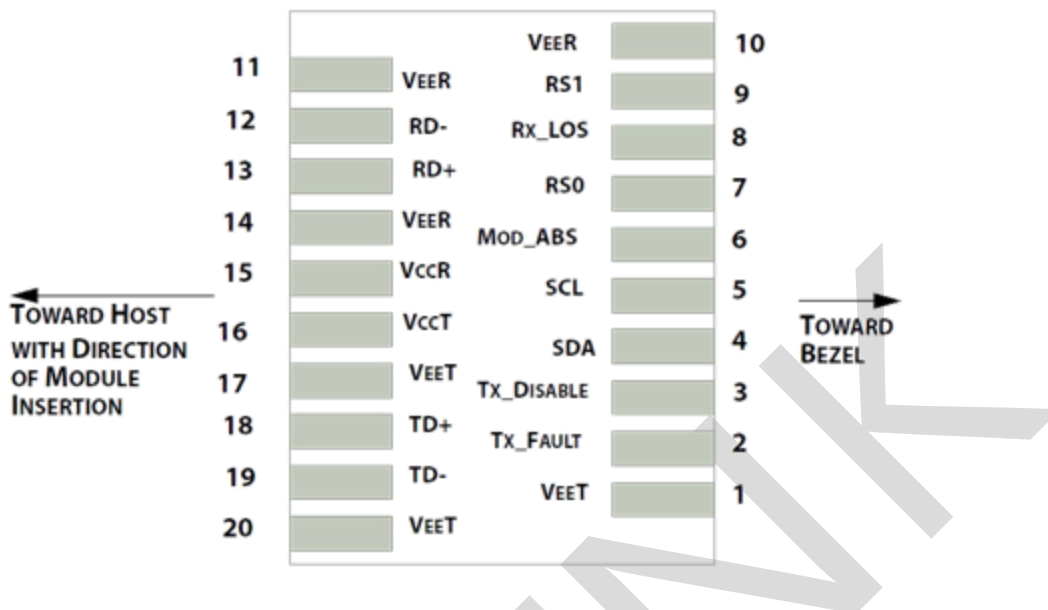 VEER 10
11 VEER
RS1 9
12 RD-
RX_LOS 8
13 RD+
RS0 7
14 VEER
MOD_ABS 6
15 VCCR
SCL 5
TOWARD HOST
WITH DIRECTION
OF MODULE
INSERTION
TOWARD
BEZEL
16 VCCT
SDA 4
17 VEET
TX_DISABLE 3
18 TD+
TX_FAULT 2
19 TD-
VEET 1
20 VEET